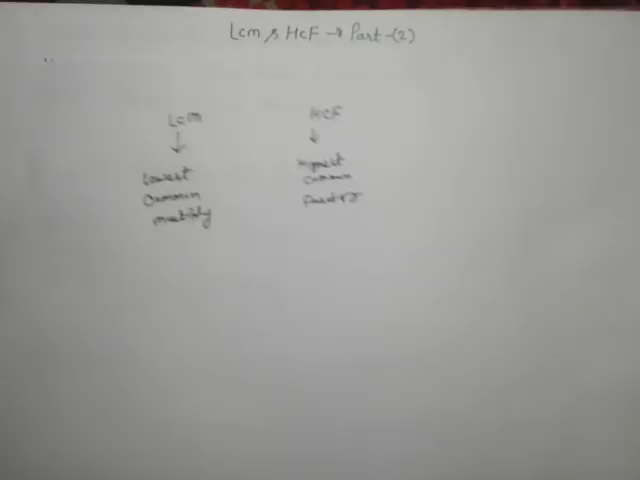 Lcm & HCF → Part-(2)
Lcm HCF
↓ ↓
Lowest Highest
Common Common
multiply Factor